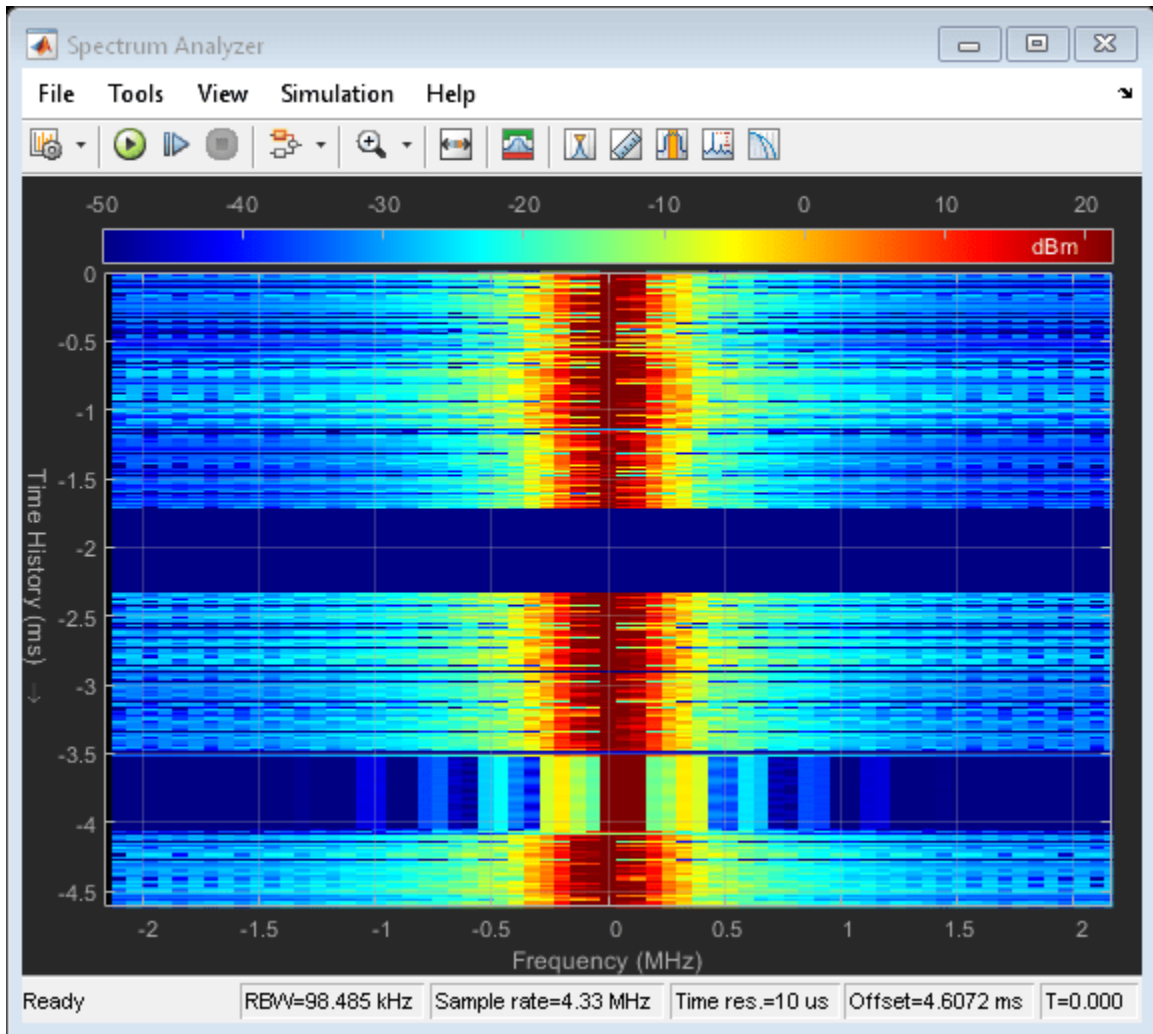 Spectrum Analyzer
File Tools View Simulation Help
-50 -40 -30 -20 -10 0 10 20
dBm
0
-0.5
-1
-1.5
-2
-2.5
-3
-3.5
-4
-4.5
Time History (ms) →
-2 -1.5 -1 -0.5 0 0.5 1 1.5 2
Frequency (MHz)
Ready RBW=98.485 kHz Sample rate=4.33 MHz Time res.=10 us Offset=4.6072 ms T=0.000